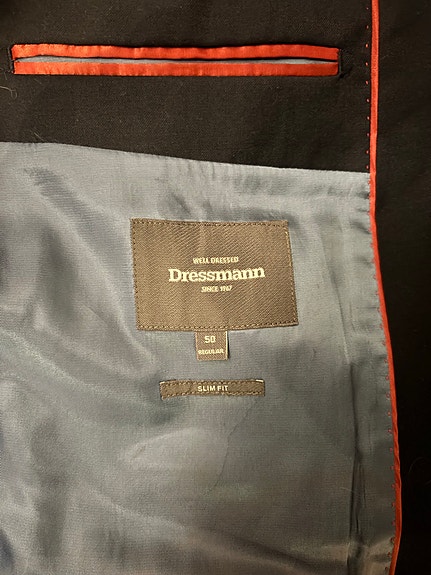 WELL DRESSED
Dressmann
SINCE 1967
50
REGULAR
SLIM FIT